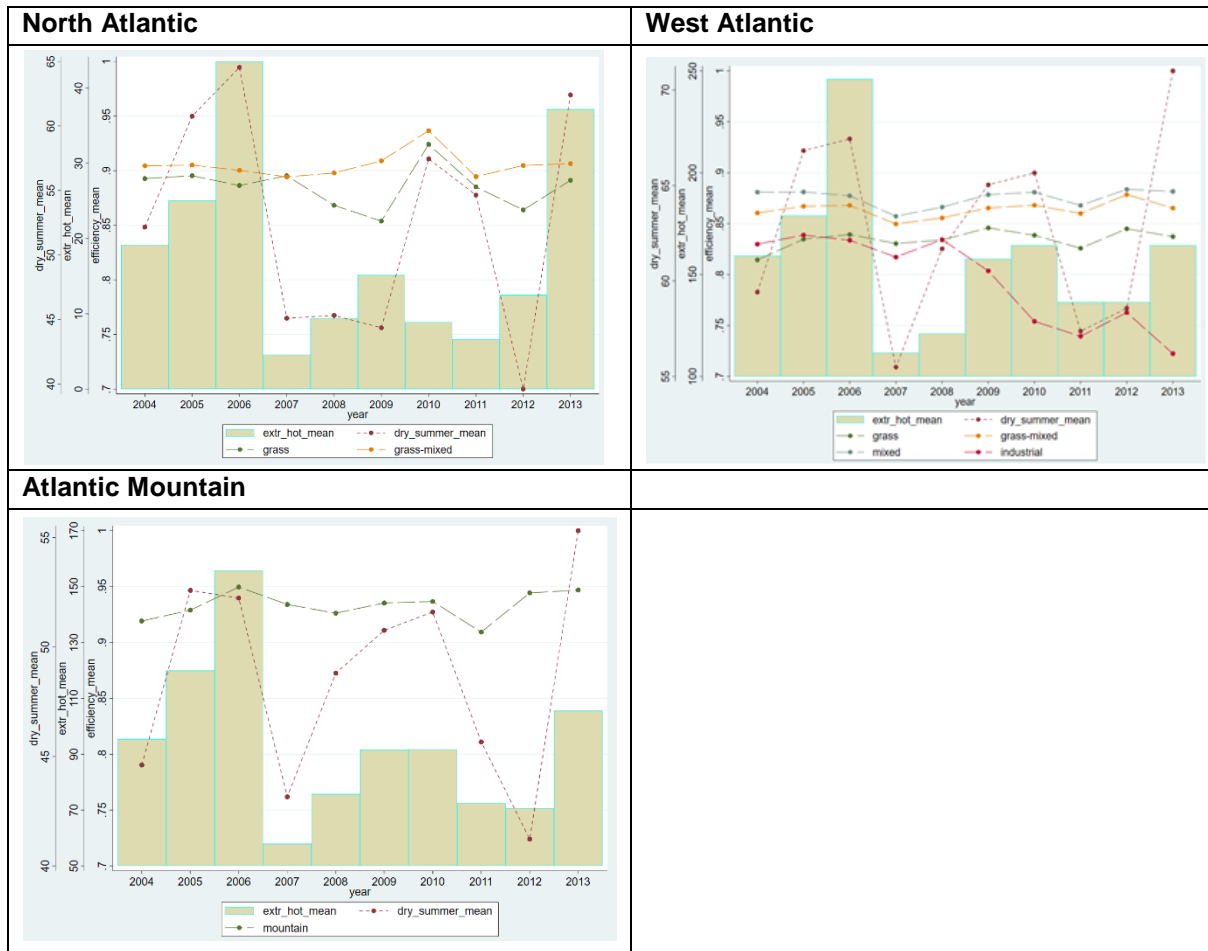 North Atlantic
West Atlantic
dry_summer_mean
40 45 50 55 60 65
extr_hot_mean
0 10 20 30 40
efficiency_mean
.7 .75 .8 .85 .9 .95 1
2004 2005 2006 2007 2008 2009 2010 2011 2012 2013
year
extr_hot_mean dry_summer_mean
grass grass-mixed
dry_summer_mean
55 60 65 70
extr_hot_mean
100 150 200 250
efficiency_mean
.7 .75 .8 .85 .9 .95 1
2004 2005 2006 2007 2008 2009 2010 2011 2012 2013
year
extr_hot_mean dry_summer_mean
grass grass-mixed
mixed industrial
Atlantic Mountain
dry_summer_mean
40 45 50 55
extr_hot_mean
50 70 90 110 130 150 170
efficiency_mean
.7 .75 .8 .85 .9 .95 1
2004 2005 2006 2007 2008 2009 2010 2011 2012 2013
year
extr_hot_mean dry_summer_mean
mountain